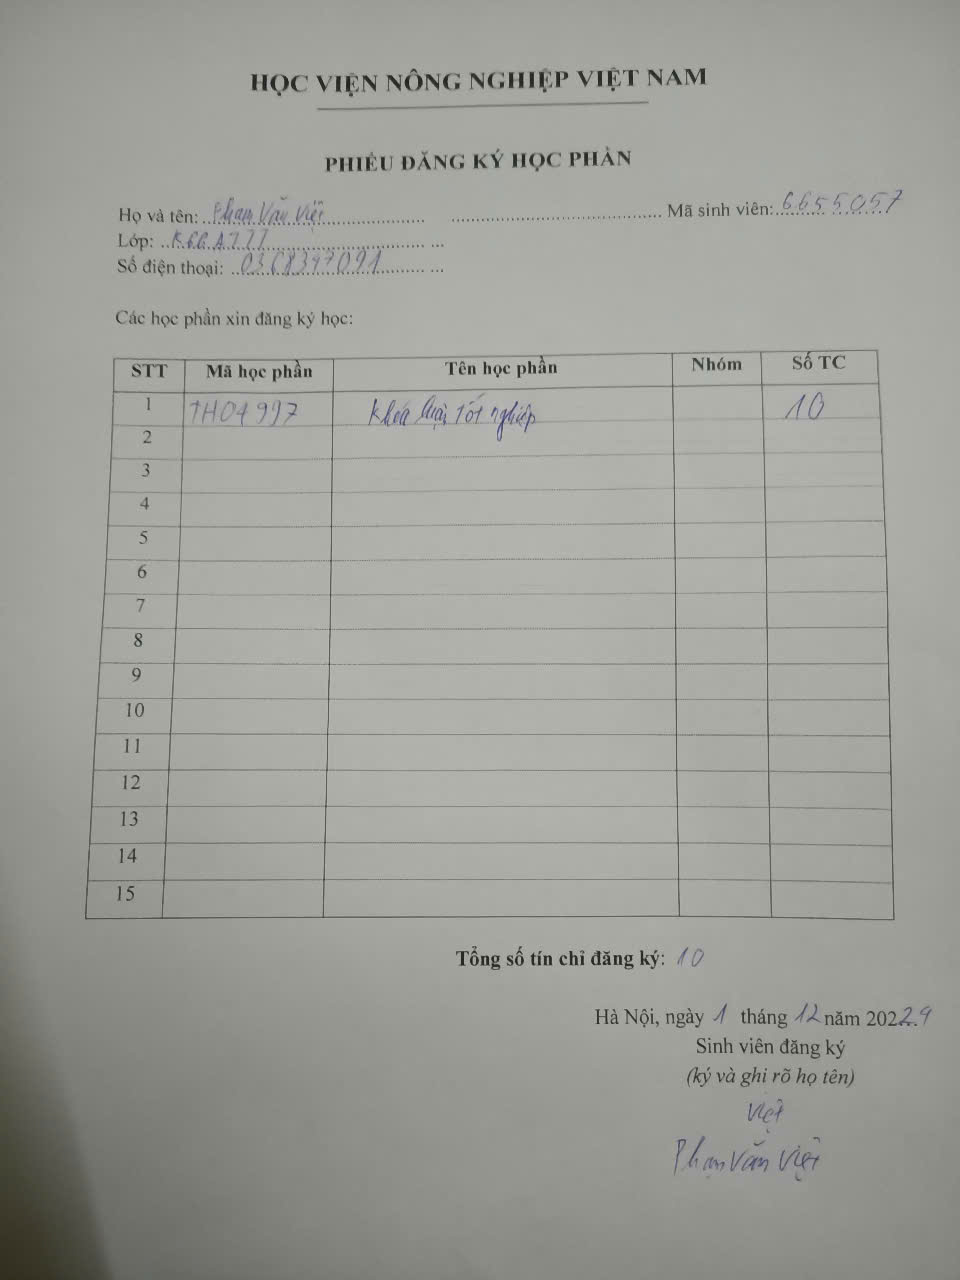 HỌC VIỆN NÔNG NGHIỆP VIỆT NAM
PHIẾU ĐĂNG KÝ HỌC PHẦN
Họ và tên: Phạm Văn Việt Mã sinh viên: 6655057
Lớp:
Số điện thoại: 0368397091
Các học phần xin đăng ký học:
STT Mã học phần Tên học phần Nhóm Số TC
1 TH04997 Khoá luận tốt nghiệp 10
2
3
4
5
6
7
8
9
10
11
12
13
14
15
Tổng số tín chỉ đăng ký: 10
Hà Nội, ngày 1 tháng 12 năm
Sinh viên đăng ký
(ký và ghi rõ họ tên)
Việt
Phạm Văn Việt